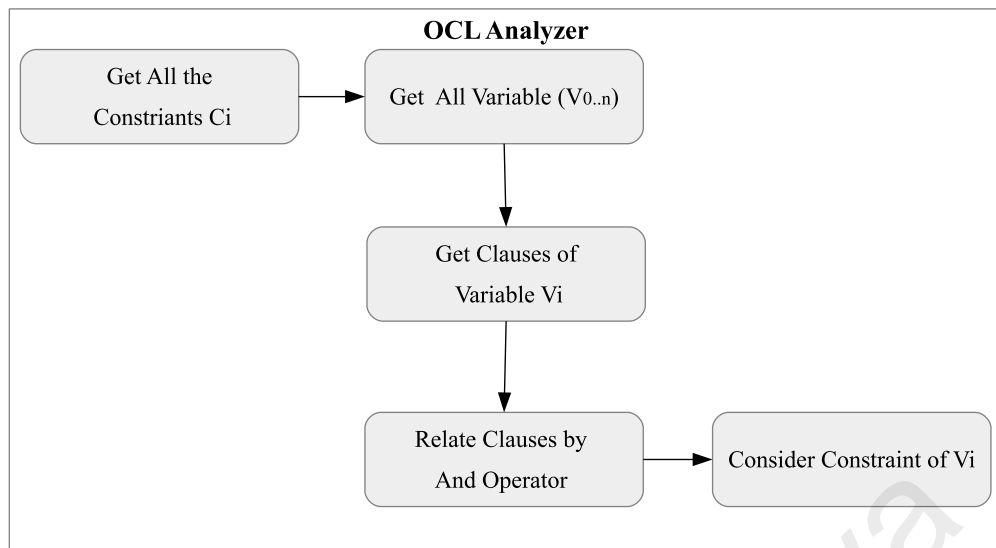 OCL Analyzer
Get All the
Constriants Ci
Get All Variable (V0..n)
Get Clauses of
Variable Vi
Relate Clauses by
And Operator
Consider Constraint of Vi